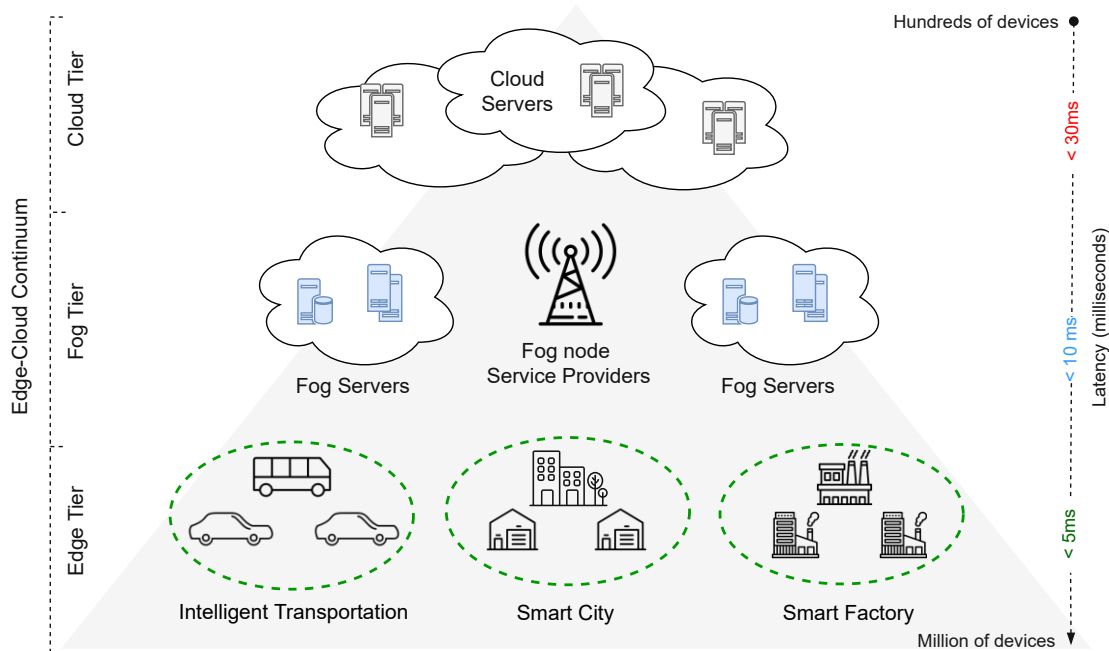 Hundreds of devices
Cloud Tier
Cloud
Servers
< 30ms
Edge-Cloud Continuum
Fog Tier
Fog node
Service Providers
Fog Servers
Fog Servers
< 10 ms
Latency (milliseconds)
Edge Tier
< 5ms
Intelligent Transportation
Smart City
Smart Factory
Million of devices